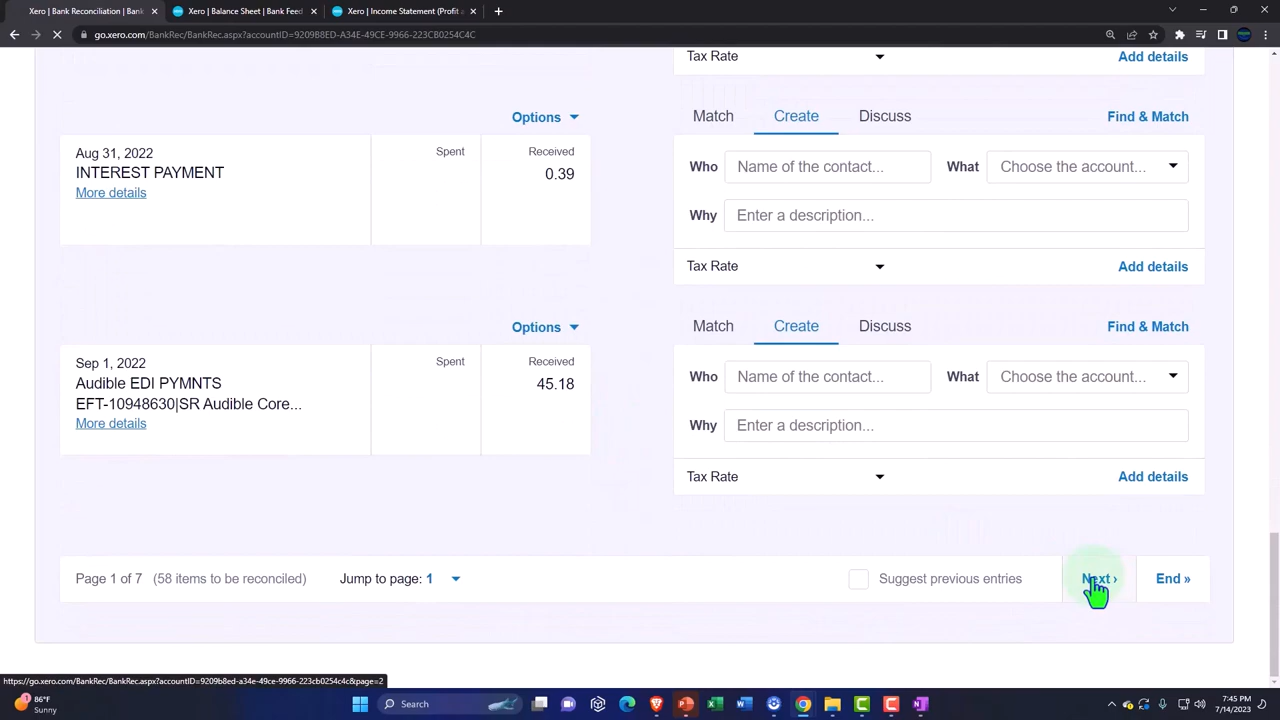 Xero | Bank Reconciliation | Bank
Xero | Balance Sheet | Bank Feed
Xero | Income Statement (Profit a
go.xero.com/BankRec/BankRec.aspx?accountID=9209B8ED-A34E-49CE-9966-223CB0254C4C
Tax Rate
Add details
Options
Match
Create
Discuss
Find & Match
Aug 31, 2022
INTEREST PAYMENT
More details
Spent
Received
0.39
Who
Name of the contact...
What
Choose the account...
Why
Enter a description...
Tax Rate
Add details
Options
Match
Create
Discuss
Find & Match
Sep 1, 2022
Audible EDI PYMNTS
EFT-10948630|SR Audible Core...
More details
Spent
Received
45.18
Who
Name of the contact...
What
Choose the account...
Why
Enter a description...
Tax Rate
Add details
Page 1 of 7 (58 items to be reconciled)
Jump to page: 1
Suggest previous entries
Next ›
End »
https://go.xero.com/BankRec/BankRec.aspx?accountID=9209b8ed-a34e-49ce-9966-223cb0254c4c&page=2
86°F
Sunny
Search
7:45 PM
7/14/2023